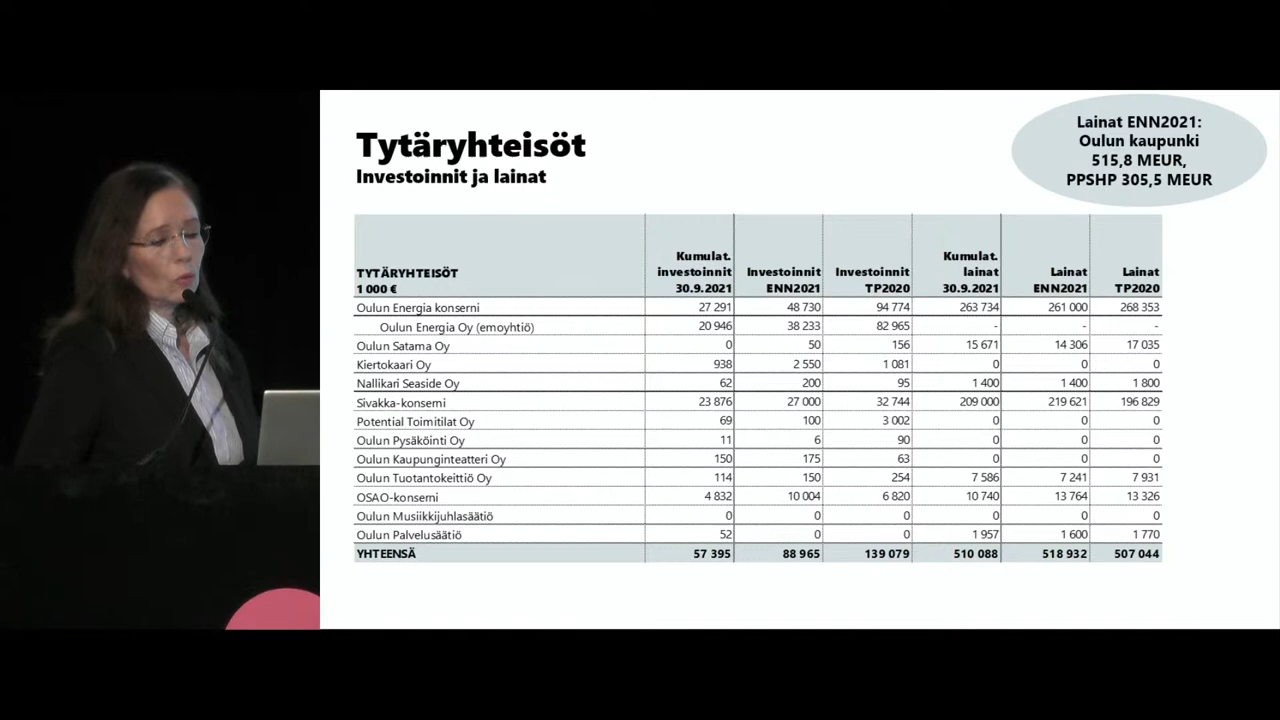 Tytäryhteisöt
Investoinnit ja lainat
Lainat ENN2021:
Oulun kaupunki
515,8 MEUR,
PPSHP 305,5 MEUR
TYTÄRYHTEISÖT 1 000 € Kumulat. investoinnit 30.9.2021 Investoinnit ENN2021 Investoinnit TP2020 Kumulat. lainat 30.9.2021 Lainat ENN2021 Lainat TP2020
Oulun Energia konserni 27 291 48 730 94 774 263 734 261 000 268 353
Oulun Energia Oy (emoyhtiö) 20 946 38 233 82 965 - - -
Oulun Satama Oy 0 50 156 15 671 14 306 17 035
Kiertokaari Oy 938 2 550 1 081 0 0 0
Nallikari Seaside Oy 62 200 95 1 400 1 400 1 800
Sivakka-konserni 23 876 27 000 32 744 209 000 219 621 196 829
Potential Toimitilat Oy 69 100 3 002 0 0 0
Oulun Pysäköinti Oy 11 6 90 0 0 0
Oulun Kaupunginteatteri Oy 150 175 63 0 0 0
Oulun Tuotantokeittiö Oy 114 150 254 7 586 7 241 7 931
OSAO-konserni 4 832 10 004 6 820 10 740 13 764 13 326
Oulun Musiikkijuhlasäätiö 0 0 0 0 0 0
Oulun Palvelusäätiö 52 0 0 1 957 1 600 1 770
YHTEENSÄ 57 395 88 965 139 079 510 088 518 932 507 044